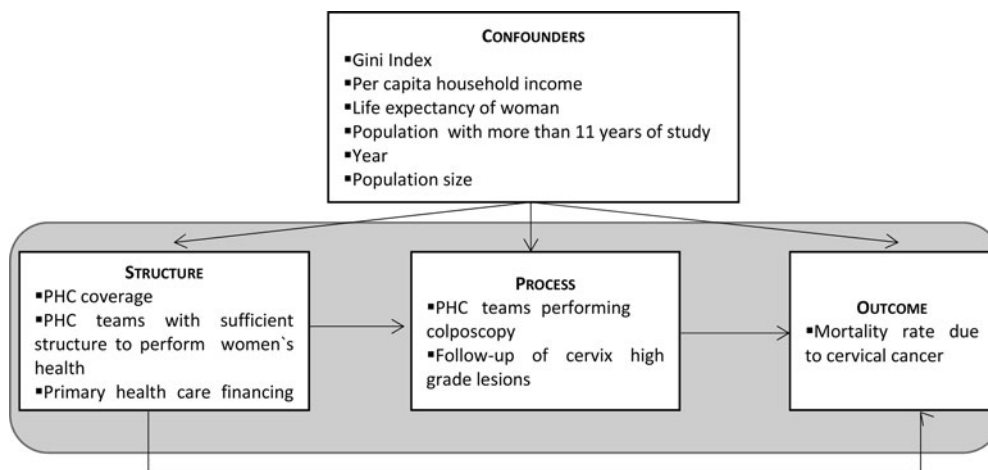 CONFOUNDERS
▪Gini Index
▪Per capita household income
▪Life expectancy of woman
▪Population with more than 11 years of study
▪Year
▪Population size
STRUCTURE
▪PHC coverage
▪PHC teams with sufficient
structure to perform women`s
health
▪Primary health care financing
PROCESS
▪PHC teams performing
colposcopy
▪Follow-up of cervix high
grade lesions
OUTCOME
▪Mortality rate due
to cervical cancer